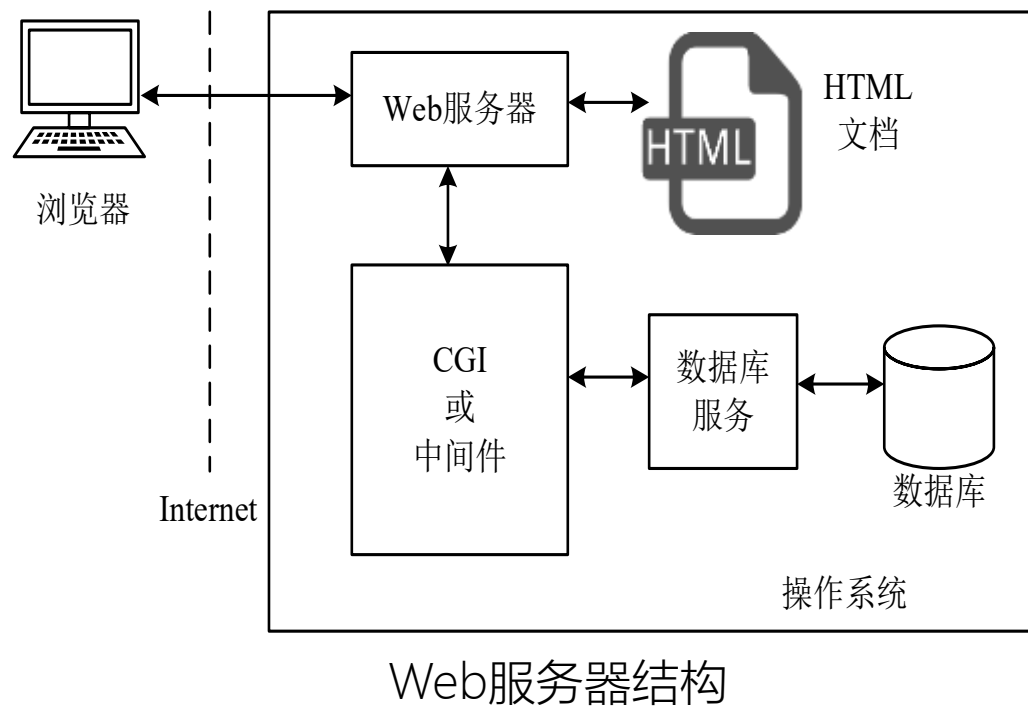 Web服务器
HTML
文档
HTML
浏览器
CGI
或
中间件
数据库
服务
数据库
Internet
操作系统
Web服务器结构